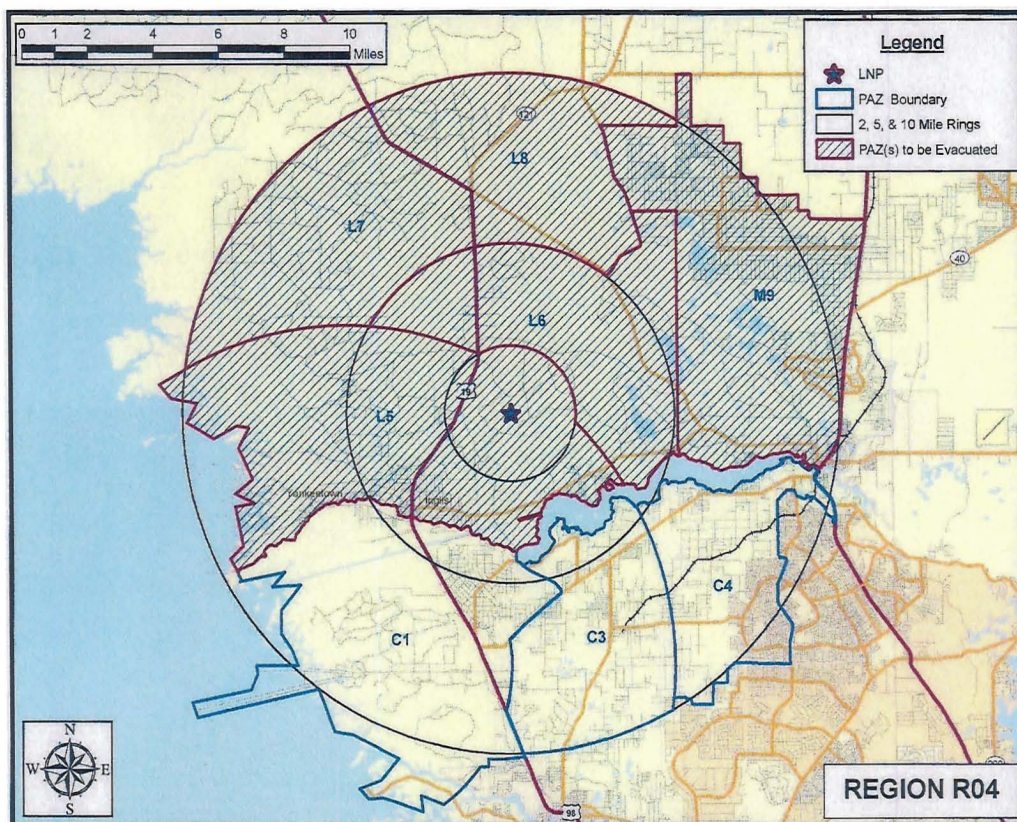 0 1 2 4 6 8 10
Miles
Legend
LNP
PAZ Boundary
2, 5, & 10 Mile Rings
PAZ(s) to be Evacuated
121
L8
L7
40
M9
L6
19
L5
Yankeetown
Inglis
C4
C1
C3
N
W E
S
98
REGION R04